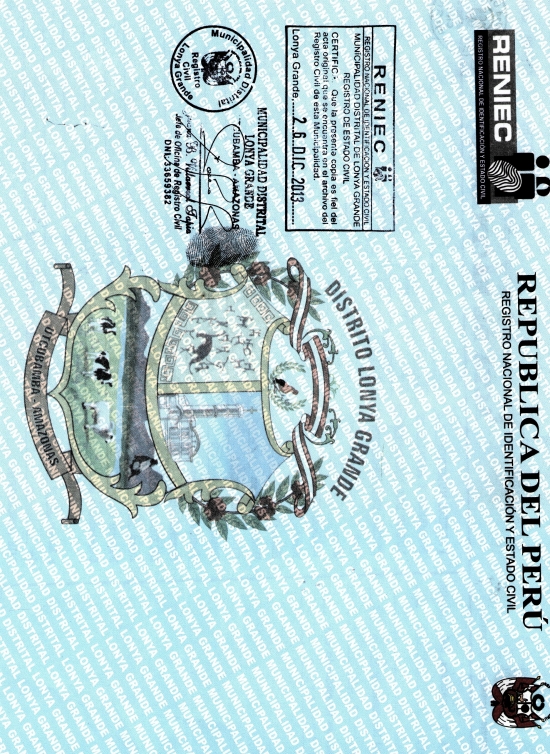 RENIEC
REGISTRO NACIONAL DE IDENTIFICACIÓN Y ESTADO CIVIL
REPUBLICA DEL PERÚ
REGISTRO NACIONAL DE IDENTIFICACIÓN Y ESTADO CIVIL
RENIEC
REGISTRO NACIONAL DE IDENTIFICACIÓN Y ESTADO CIVIL
MUNICIPALIDAD DISTRITAL DE LONYA GRANDE
REGISTRO DE ESTADO CIVIL
CERTIFIC: Que la presente copia es fiel del
acta original que se encuentra en el archivo del
Registro Civil de esta Municipalidad.
Lonya Grande 26 DIC. 2013
Municipalidad Distrital
Registro
Civil
Lonya Grande
MUNICIPALIDAD DISTRITAL
LONYA GRANDE
UBAMBA - AMAZONAS
Jefe de Oficina de Registro Civil
DNI. 33659382
DISTRITO LONYA GRANDE
UTCUBAMBA - AMAZONAS
MUNICIPALIDAD DISTRITAL LONYA GRANDE